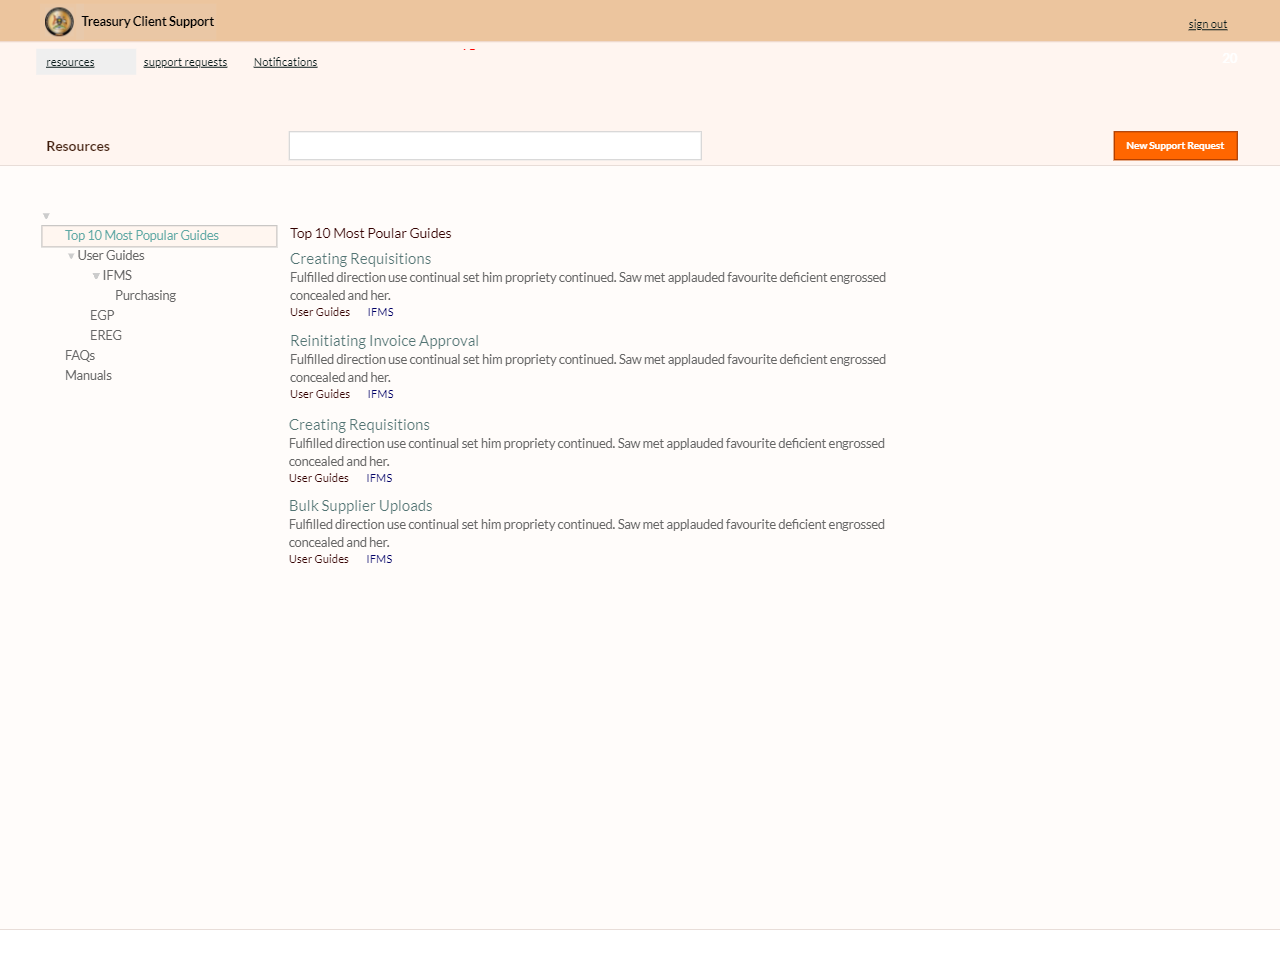 Treasury Client Support
sign out
resources
support requests
Notifications
20
Resources
New Support Request
Top 10 Most Popular Guides
User Guides
IFMS
Purchasing
EGP
EREG
FAQs
Manuals
Top 10 Most Poular Guides
Creating Requisitions
Fulfilled direction use continual set him propriety continued. Saw met applauded favourite deficient engrossed
concealed and her.
User Guides IFMS
Reinitiating Invoice Approval
Fulfilled direction use continual set him propriety continued. Saw met applauded favourite deficient engrossed
concealed and her.
User Guides IFMS
Creating Requisitions
Fulfilled direction use continual set him propriety continued. Saw met applauded favourite deficient engrossed
concealed and her.
User Guides IFMS
Bulk Supplier Uploads
Fulfilled direction use continual set him propriety continued. Saw met applauded favourite deficient engrossed
concealed and her.
User Guides IFMS